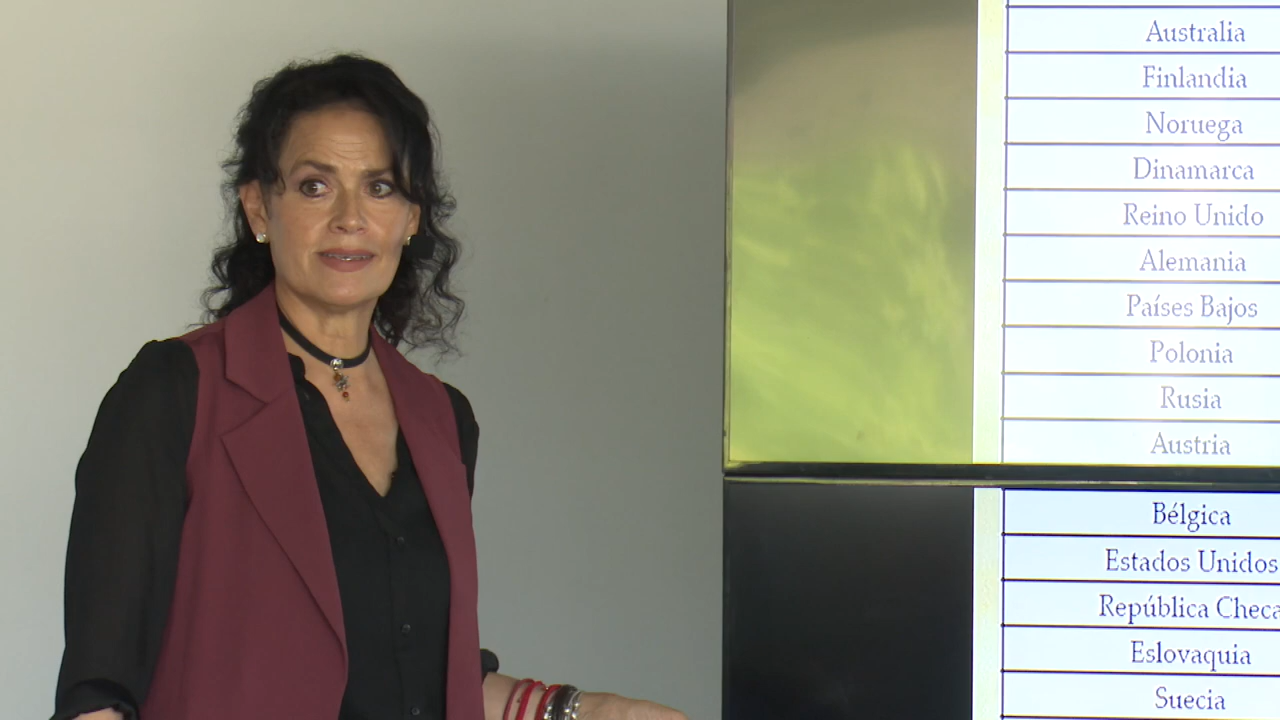 Australia
Finlandia
Noruega
Dinamarca
Reino Unido
Alemania
Países Bajos
Polonia
Rusia
Austria
Bélgica
Estados Unidos
República Checa
Eslovaquia
Suecia